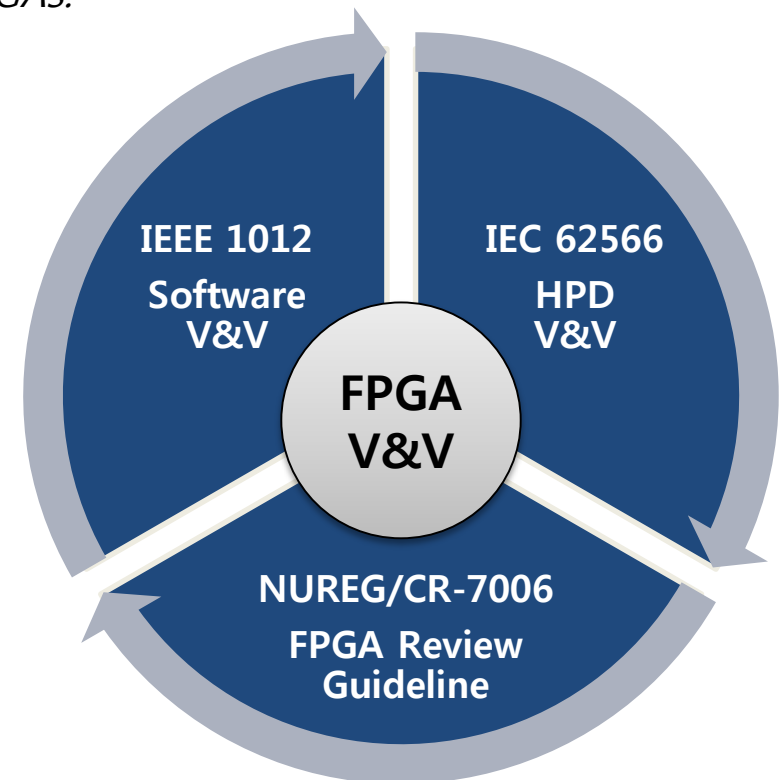 IEEE 1012
Software
V&V
IEC 62566
HPD
V&V
FPGA
V&V
NUREG/CR-7006
FPGA Review
Guideline